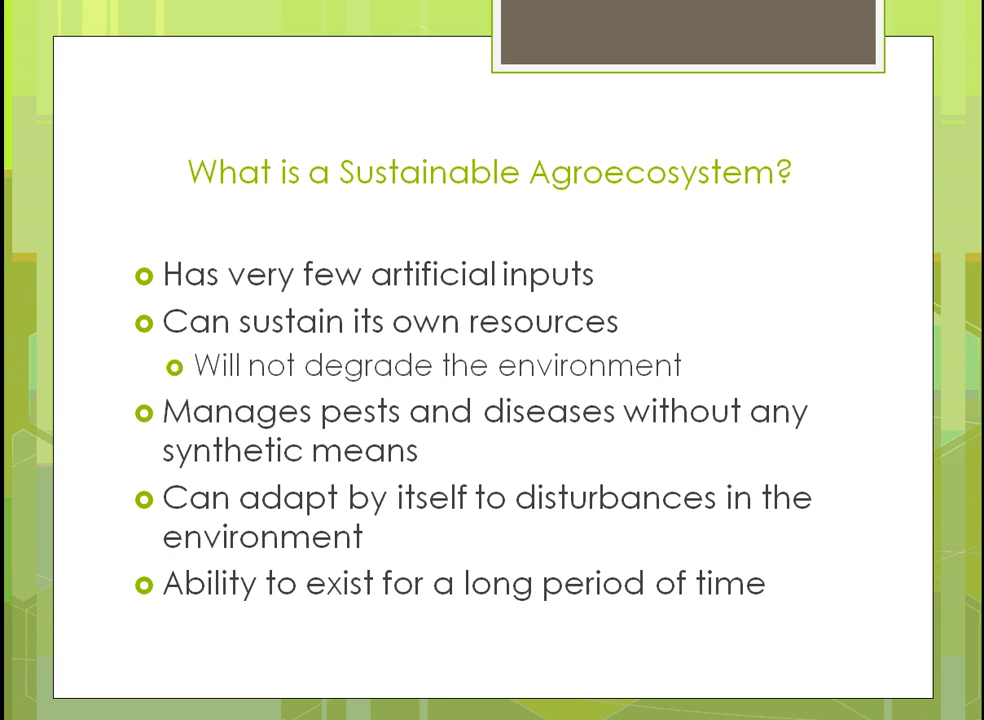 What is a Sustainable Agroecosystem?
Has very few artificial inputs
Can sustain its own resources
Will not degrade the environment
Manages pests and diseases without any
synthetic means
Can adapt by itself to disturbances in the
environment
Ability to exist for a long period of time